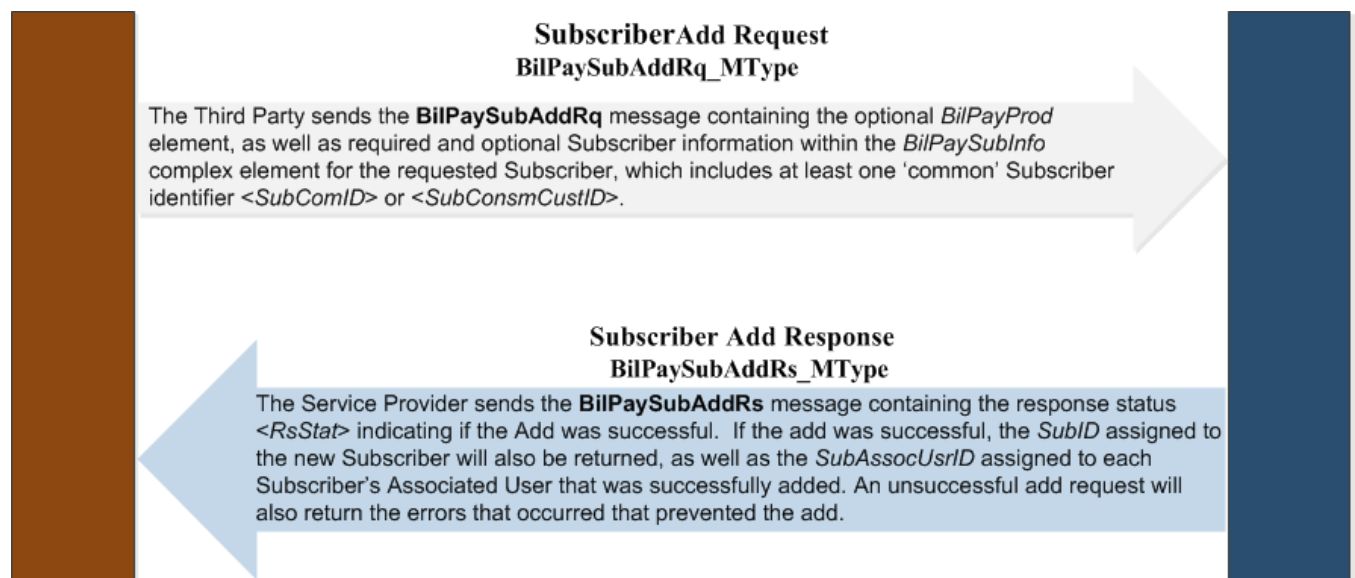 SubscriberAdd Request
BilPaySubAddRq_MType
The Third Party sends the BilPaySubAddRq message containing the optional BilPayProd
element, as well as required and optional Subscriber information within the BilPaySubInfo
complex element for the requested Subscriber, which includes at least one ‘common’ Subscriber
identifier <SubComID> or <SubConsmCustID>.
Subscriber Add Response
BilPaySubAddRs_MType
The Service Provider sends the BilPaySubAddRs message containing the response status
<RsStat> indicating if the Add was successful.  If the add was successful, the SubID assigned to
the new Subscriber will also be returned, as well as the SubAssocUsrID assigned to each
Subscriber’s Associated User that was successfully added. An unsuccessful add request will
also return the errors that occurred that prevented the add.